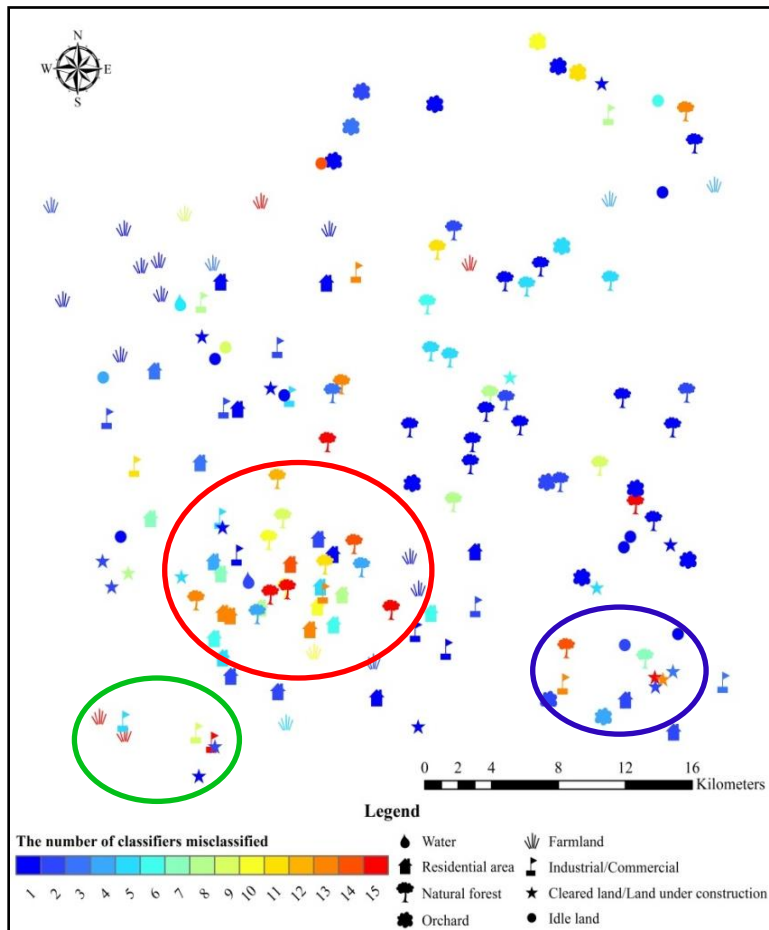 N
W E
S
0 2 4 8 12 16
Kilometers
Legend
The number of classifiers misclassified
1 2 3 4 5 6 7 8 9 10 11 12 13 14 15
Water
Residential area
Natural forest
Orchard
Farmland
Industrial/Commercial
Cleared land/Land under construction
Idle land